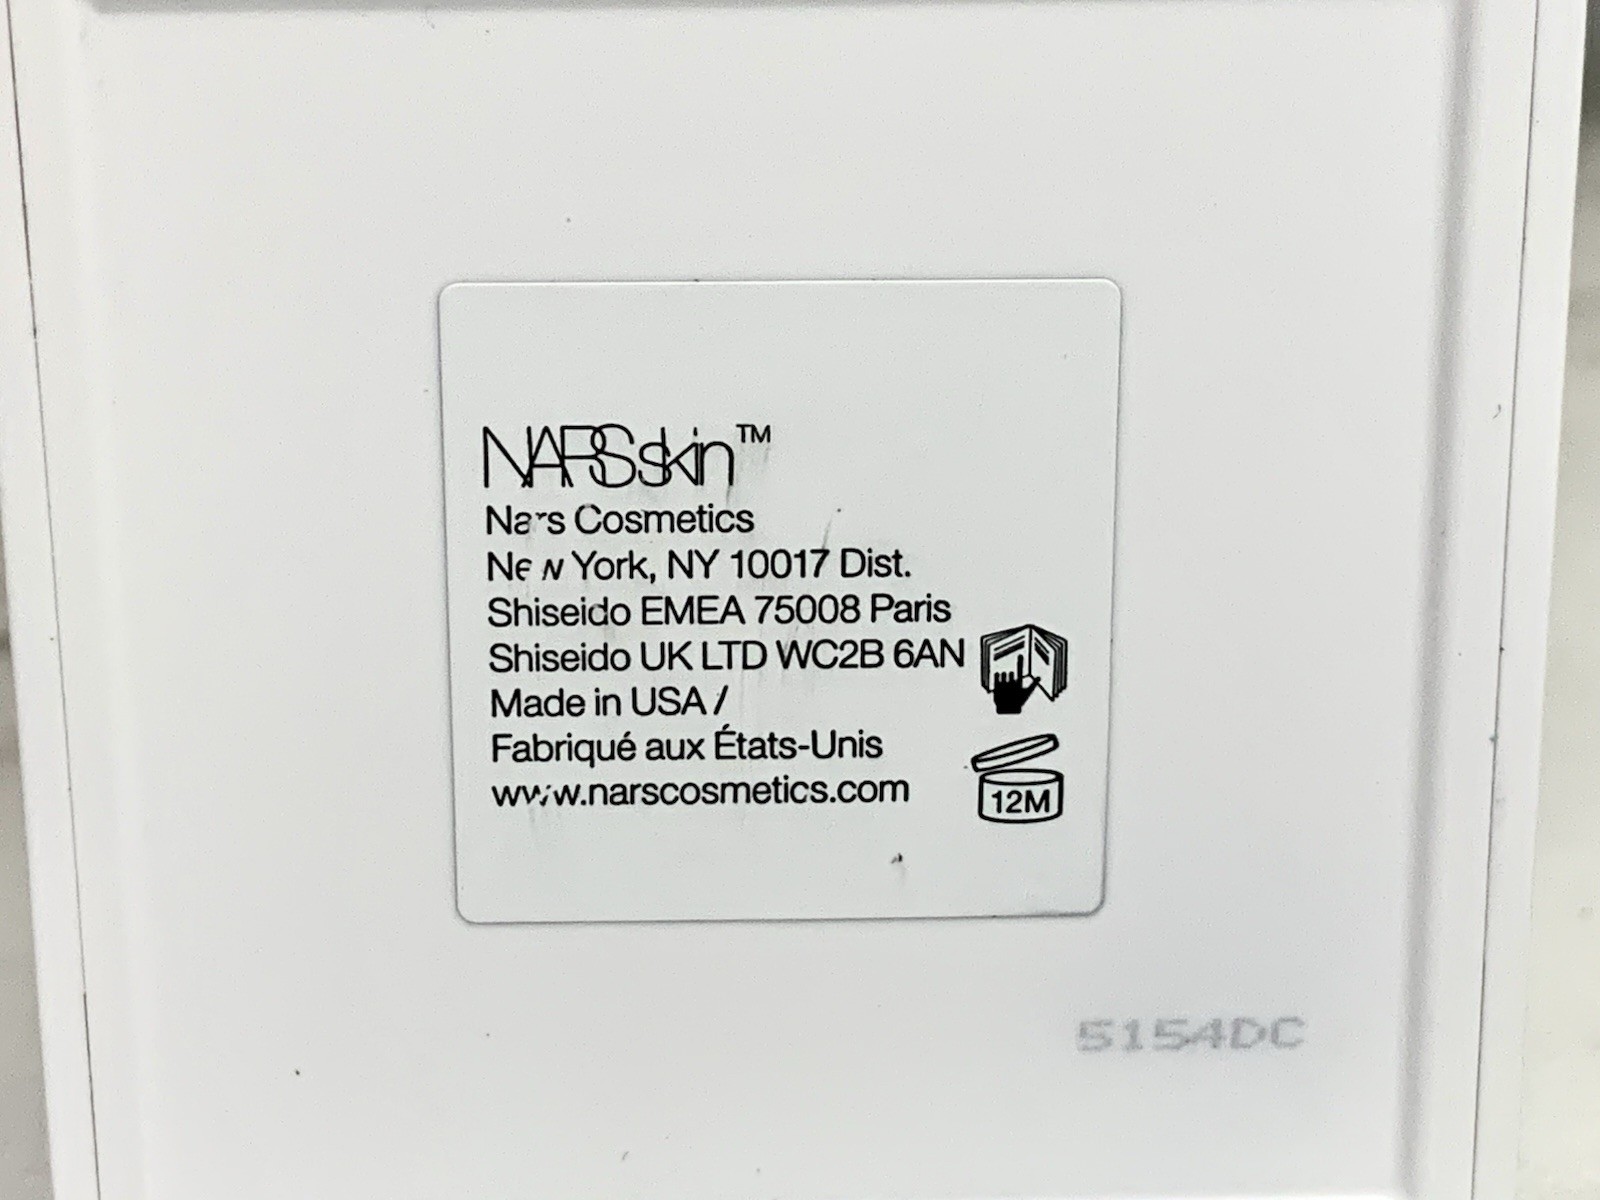 NARSskin™
Nars Cosmetics
New York, NY 10017 Dist.
Shiseido EMEA 75008 Paris
Shiseido UK LTD WC2B 6AN
Made in USA /
Fabriqué aux États-Unis
www.narscosmetics.com
12M
5154DC